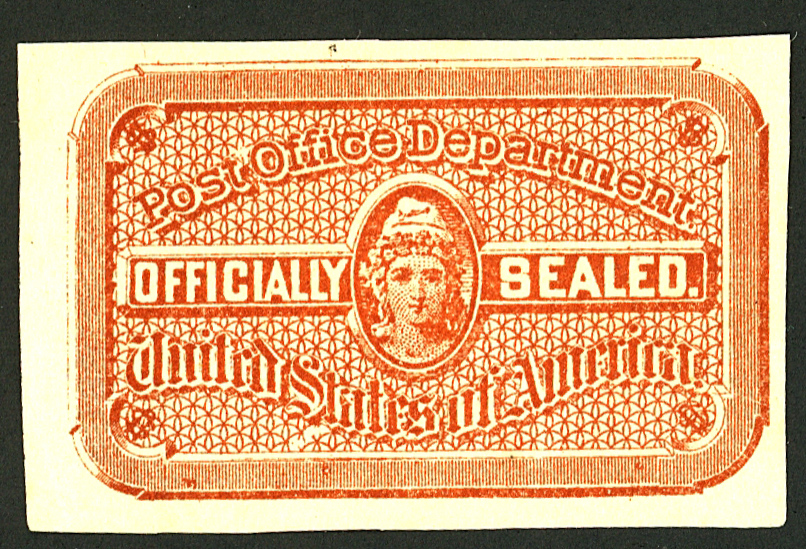 Post Office Department
OFFICIALLY SEALED.
United States of America.